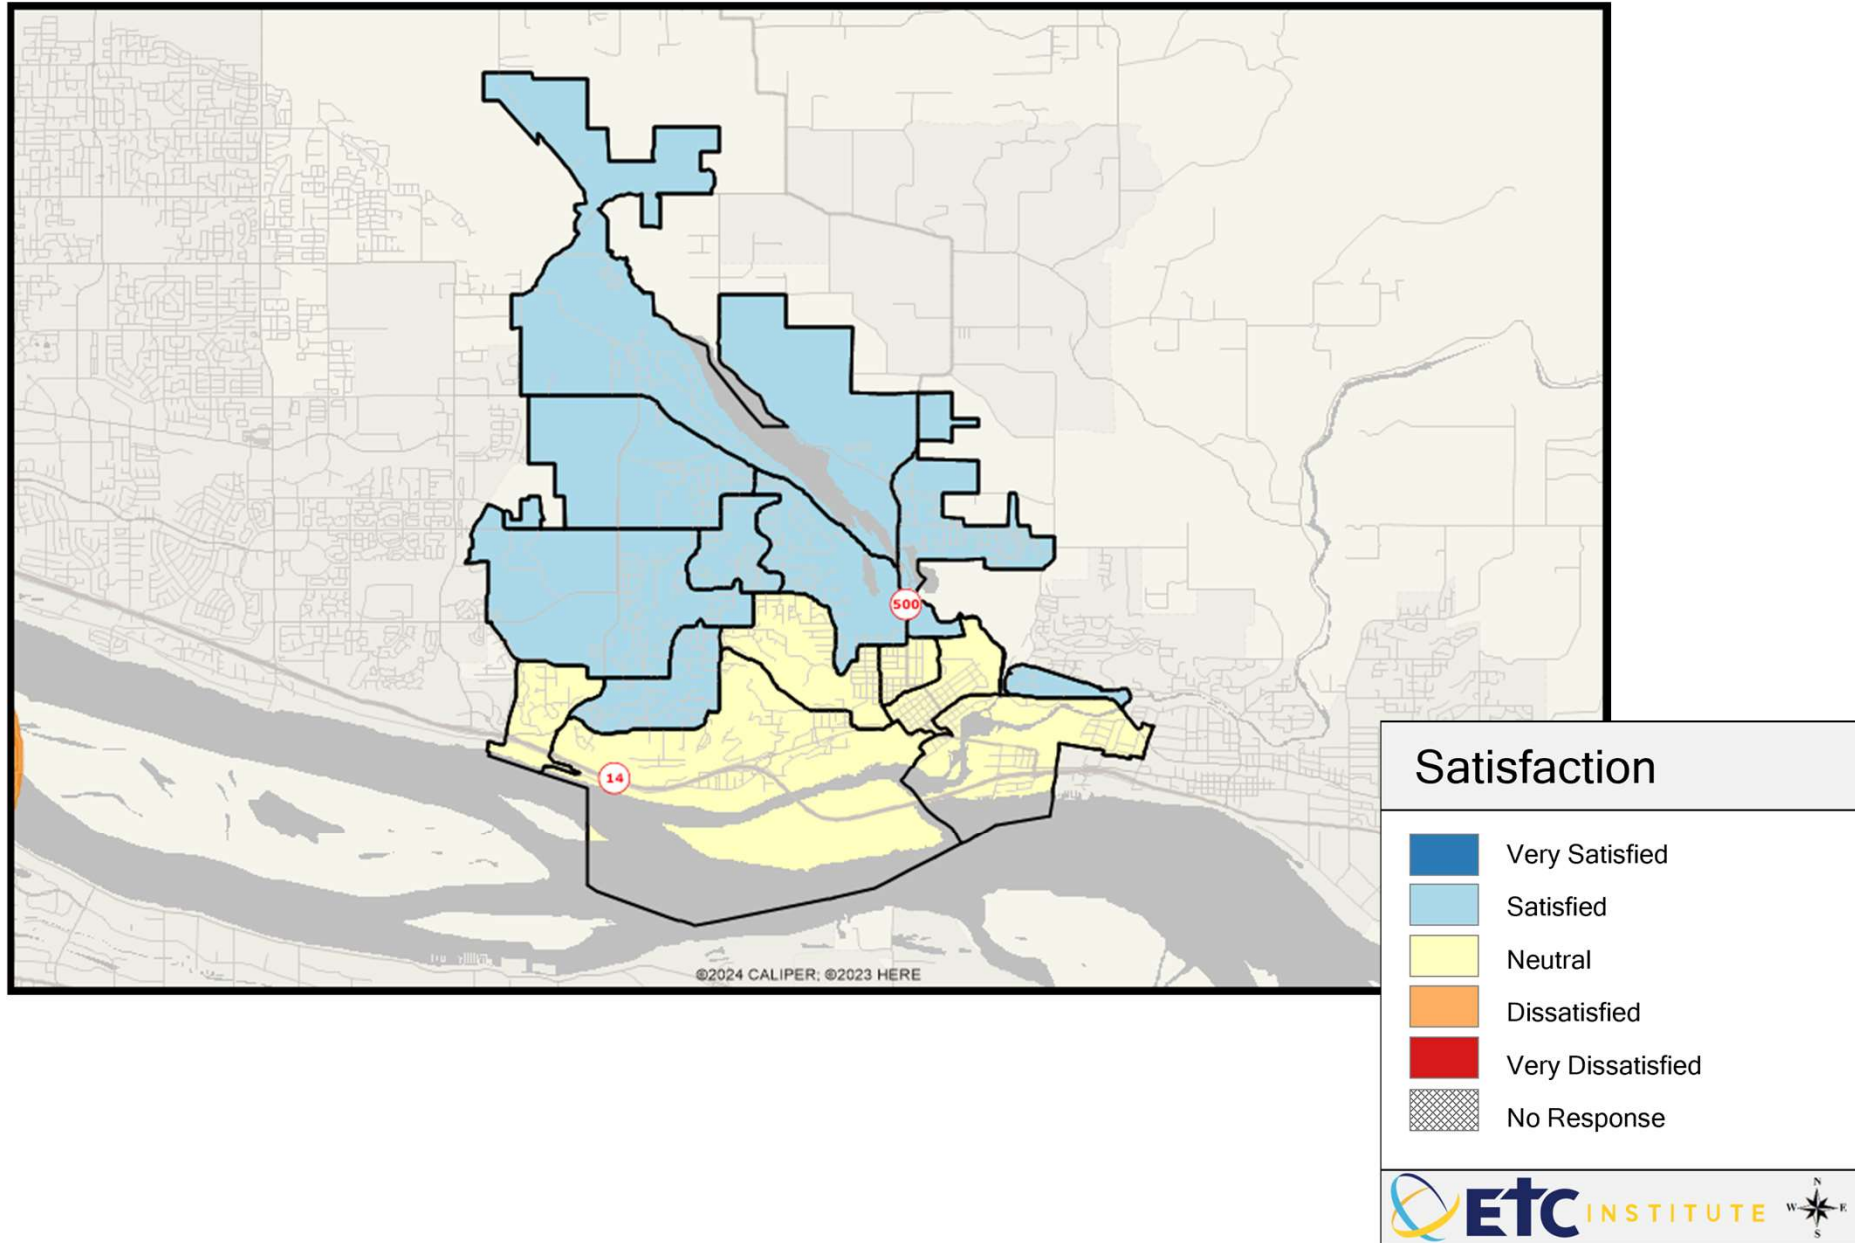 500
14
©2024 CALIPER; ©2023 HERE
Satisfaction
Very Satisfied
Satisfied
Neutral
Dissatisfied
Very Dissatisfied
No Response
ETC INSTITUTE
N
W E
S